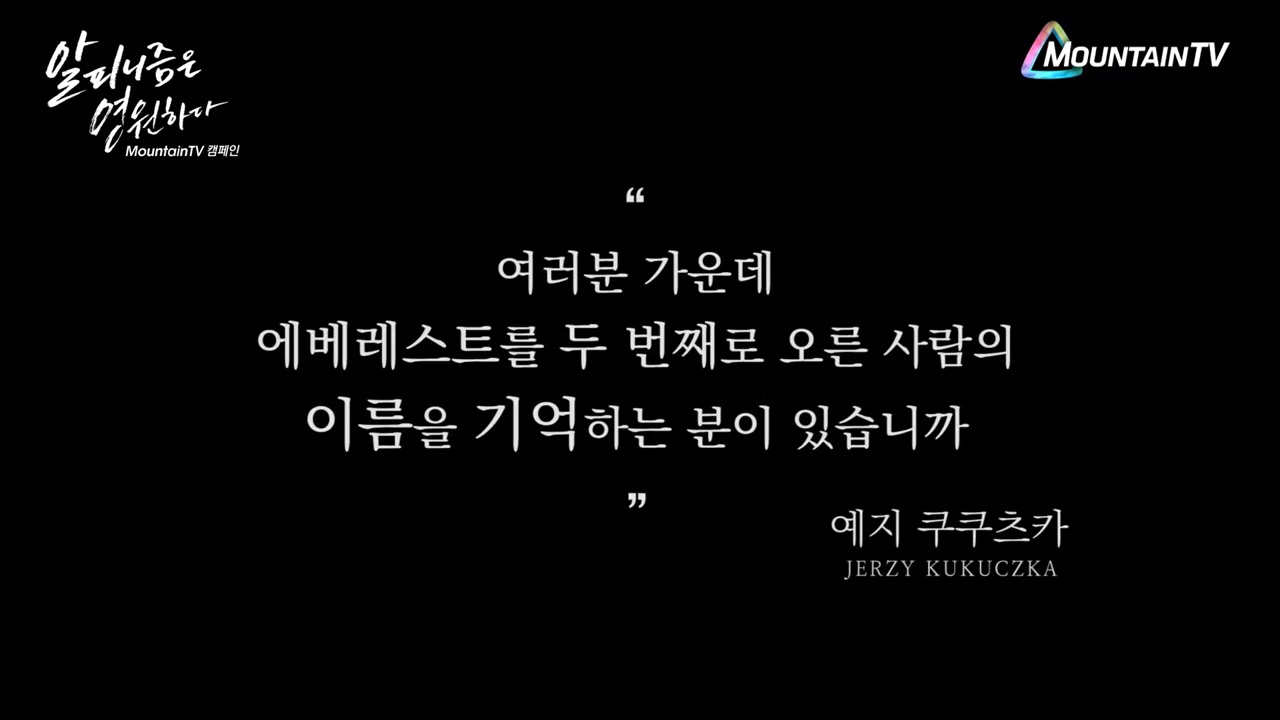 알피니즘은
영원하다
MountainTV 캠페인
MOUNTAINTV
“
여러분 가운데
에베레스트를 두 번째로 오른 사람의
이름을 기억하는 분이 있습니까
”
예지 쿠쿠츠카
JERZY KUKUCZKA